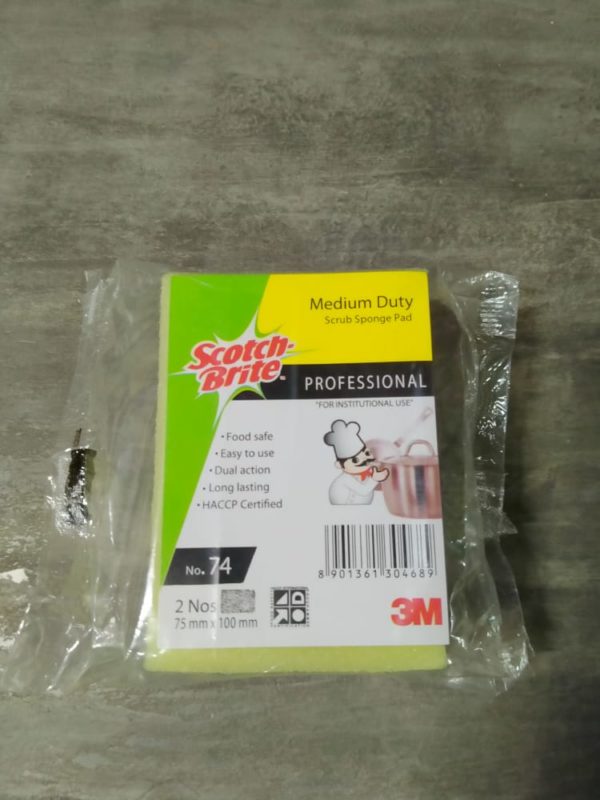 Medium Duty
Scrub Sponge Pad
Scotch-
Brite™
PROFESSIONAL
"FOR INSTITUTIONAL USE"
• Food safe
• Easy to use
• Dual action
• Long lasting
• HACCP Certified
No. 74
8 901361 304689
2 Nos
75 mm x 100 mm
3M